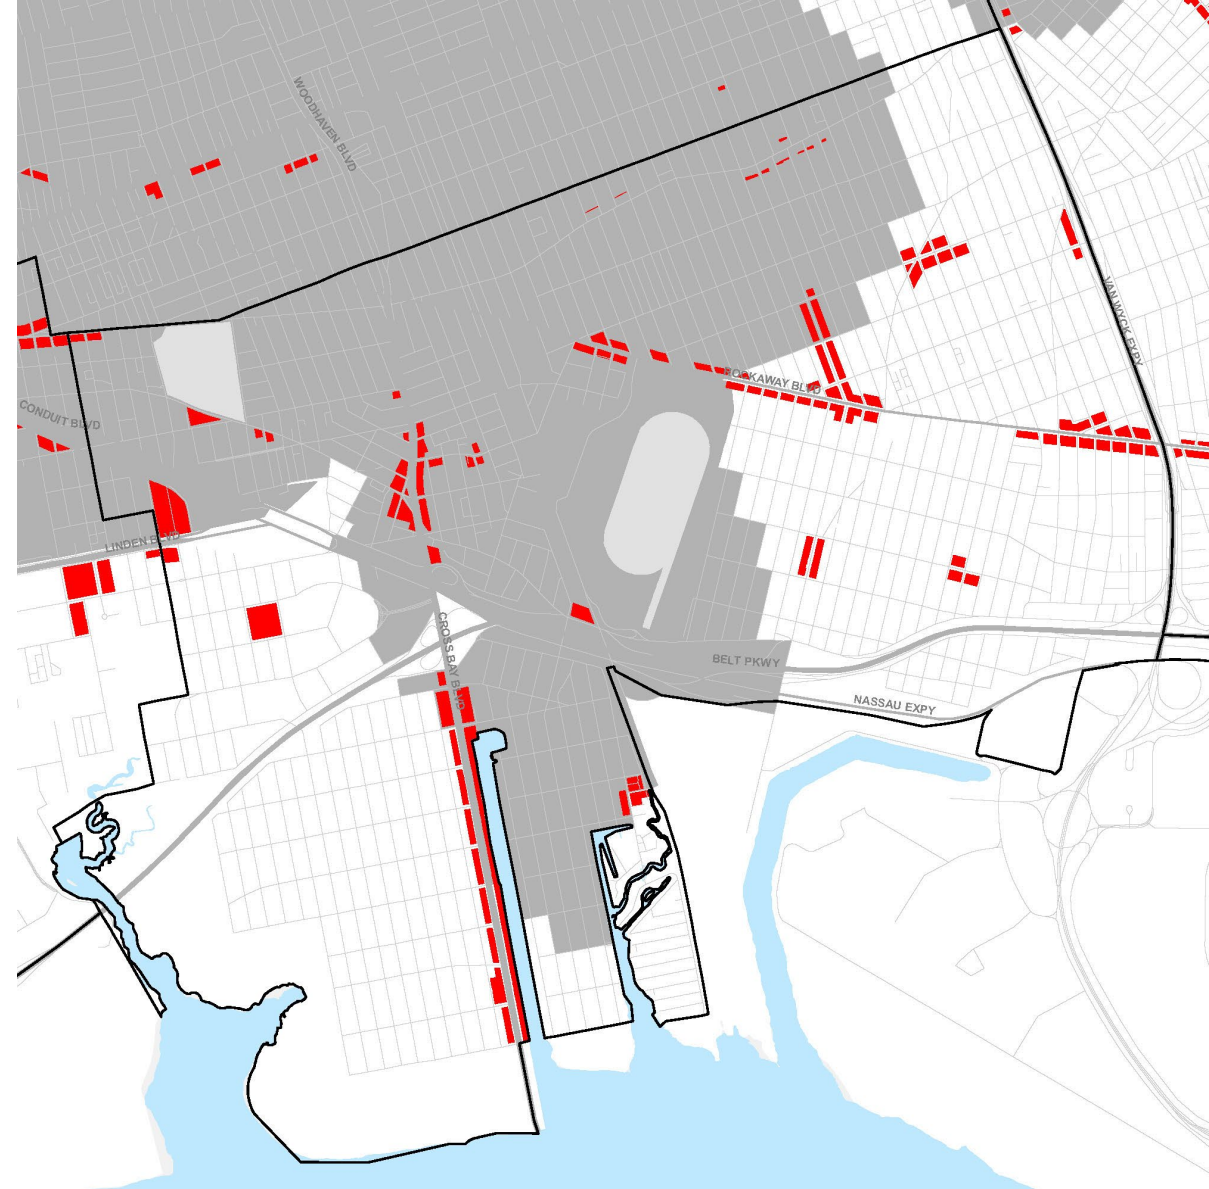 WOODHAVEN BLVD
VAN WYCK EXPY
ROCKAWAY BLVD
CONDUIT BLVD
LINDEN BLVD
CROSS BAY BLVD
BELT PKWY
NASSAU EXPY